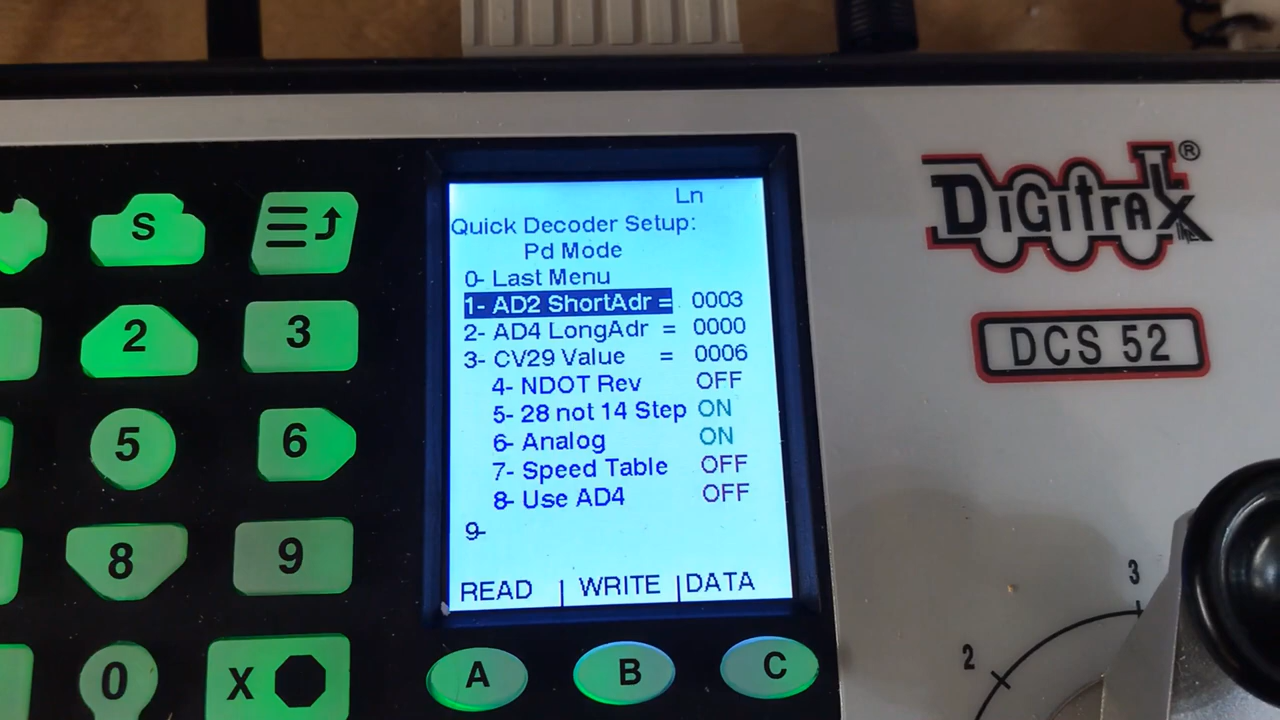 Ln
Quick Decoder Setup:
Pd Mode
0- Last Menu
1- AD2 ShortAdr = 0003
2- AD4 LongAdr = 0000
3- CV29 Value = 0006
4- NDOT Rev OFF
5- 28 not 14 Step ON
6- Analog ON
7- Speed Table OFF
8- Use AD4 OFF
9-
READ | WRITE | DATA
A B C
S
2 3
5 6
8 9
0 X
DiGitrax ®
DCS 52
3
2